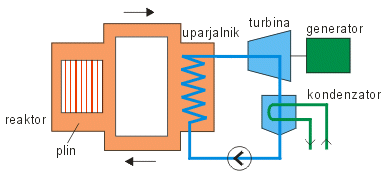 turbina
generator
uparjalnik
kondenzator
reaktor
plin